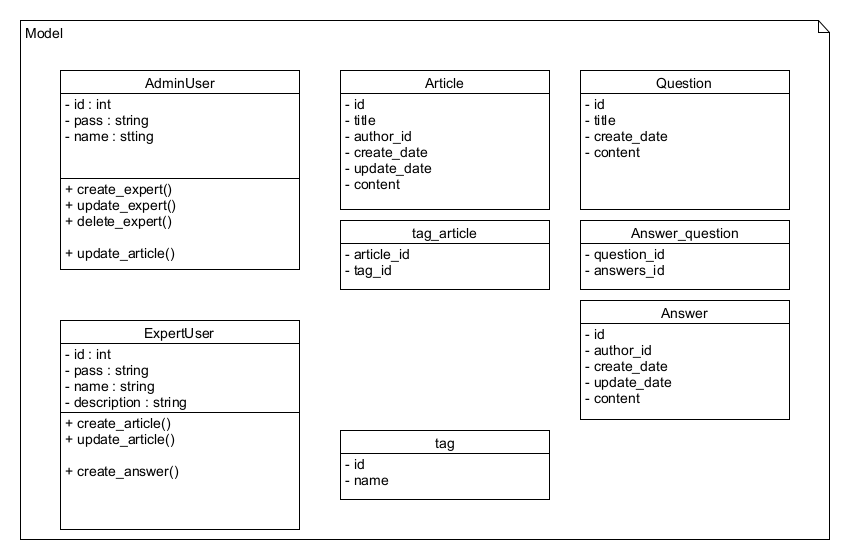 Model
AdminUser
- id : int
- pass : string
- name : stting
+ create_expert()
+ update_expert()
+ delete_expert()
+ update_article()
ExpertUser
- id : int
- pass : string
- name : string
- description : string
+ create_article()
+ update_article()
+ create_answer()
Article
- id
- title
- author_id
- create_date
- update_date
- content
tag_article
- article_id
- tag_id
tag
- id
- name
Question
- id
- title
- create_date
- content
Answer_question
- question_id
- answers_id
Answer
- id
- author_id
- create_date
- update_date
- content